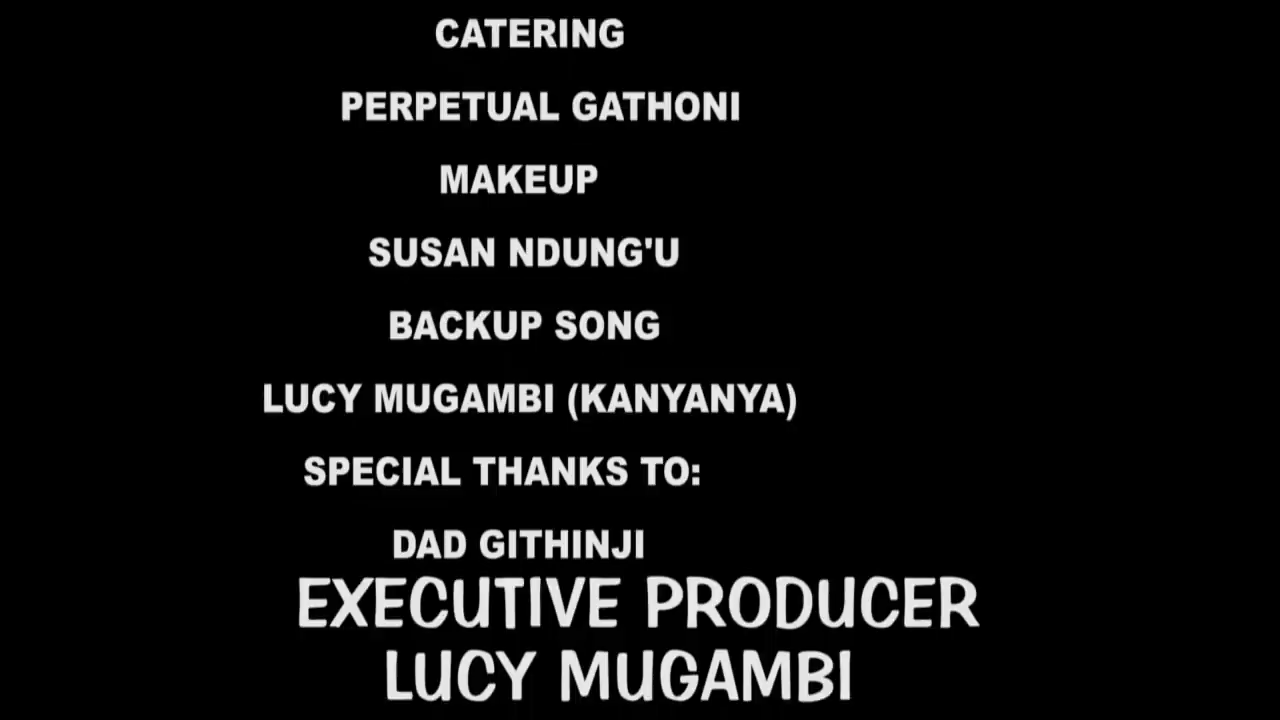 CATERING
PERPETUAL GATHONI
MAKEUP
SUSAN NDUNG'U
BACKUP SONG
LUCY MUGAMBI (KANYANYA)
SPECIAL THANKS TO:
DAD GITHINJI
EXECUTIVE PRODUCER
LUCY MUGAMBI